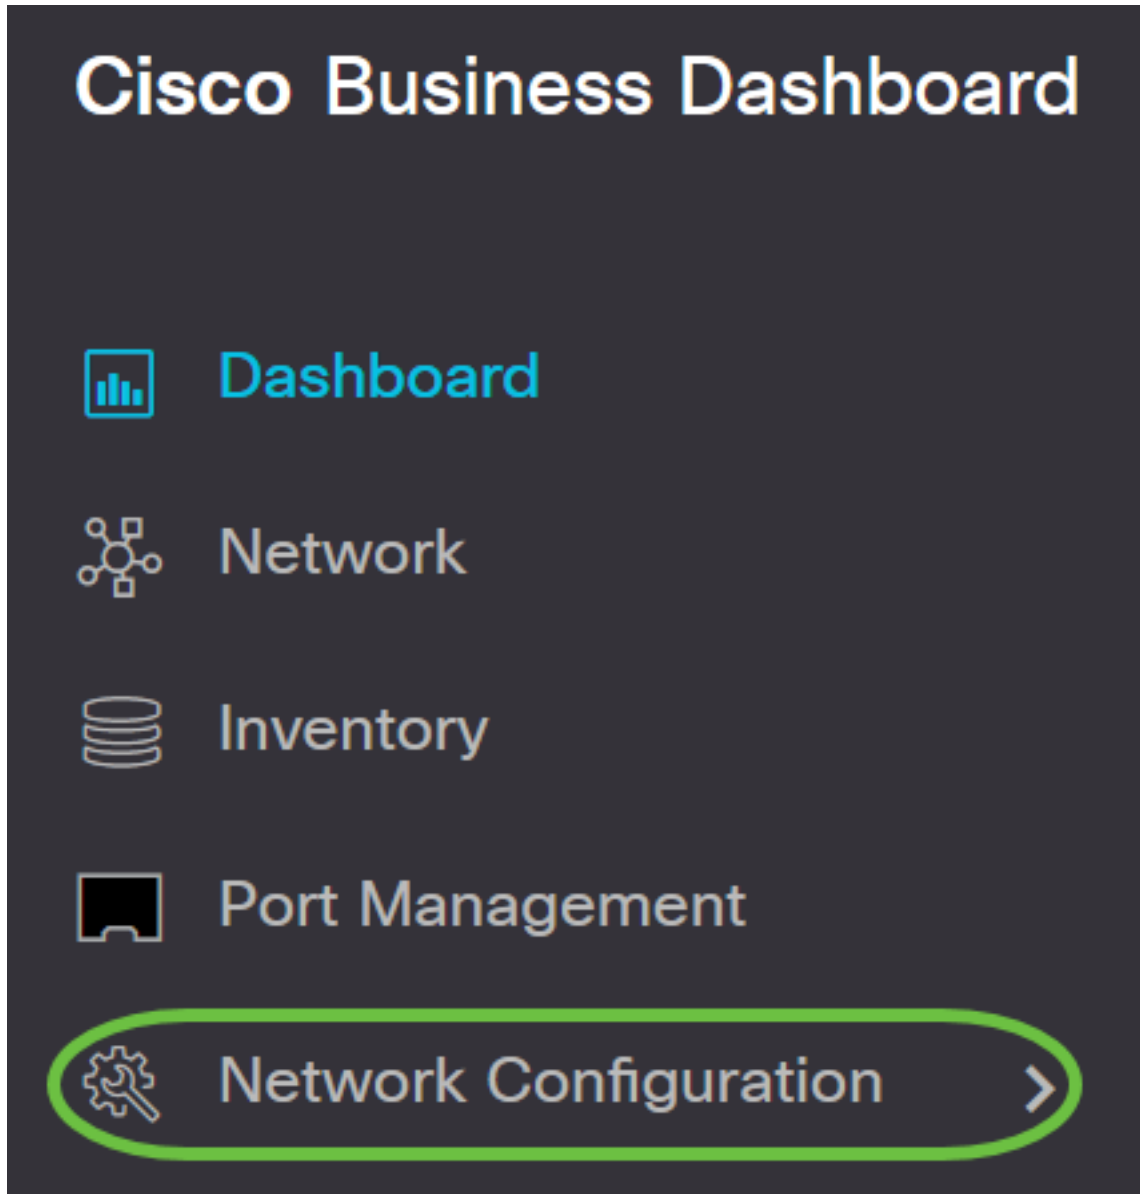 Cisco Business Dashboard
Dashboard
Network
Inventory
Port Management
Network Configuration